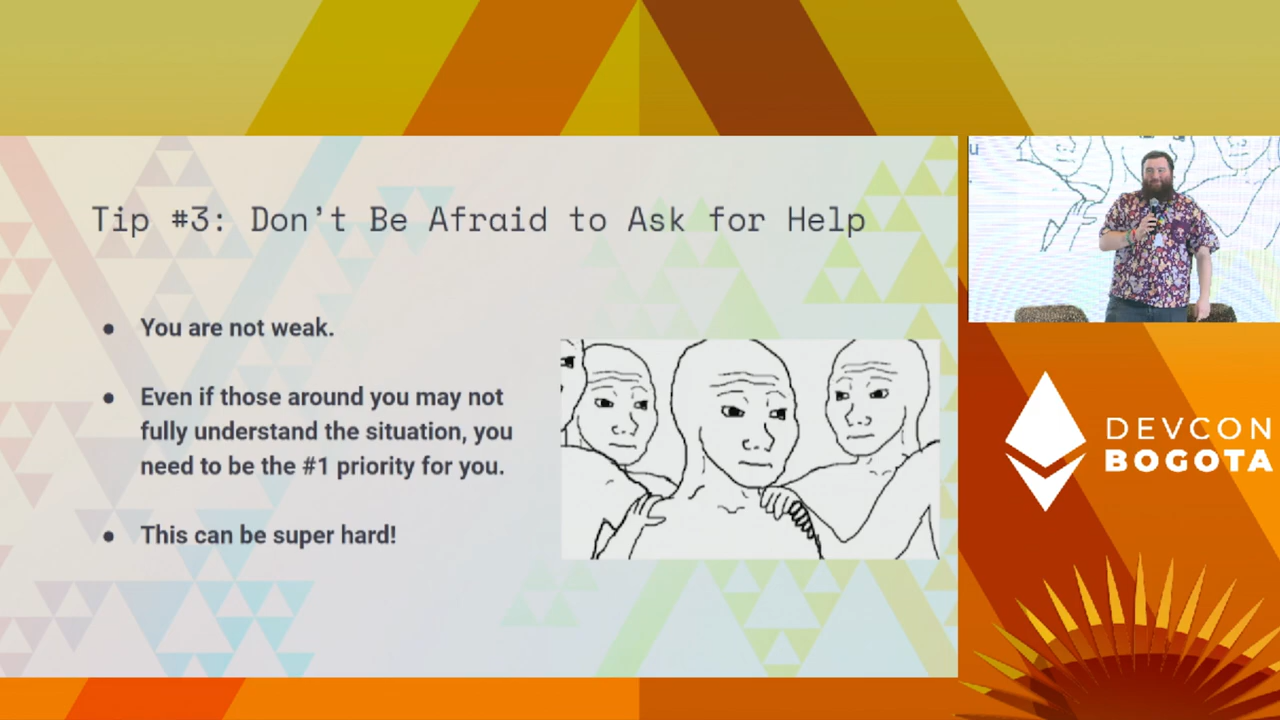 Tip #3: Don't Be Afraid to Ask for Help
● You are not weak.
● Even if those around you may not
fully understand the situation, you
need to be the #1 priority for you.
● This can be super hard!
u
DEVCON
BOGOTA